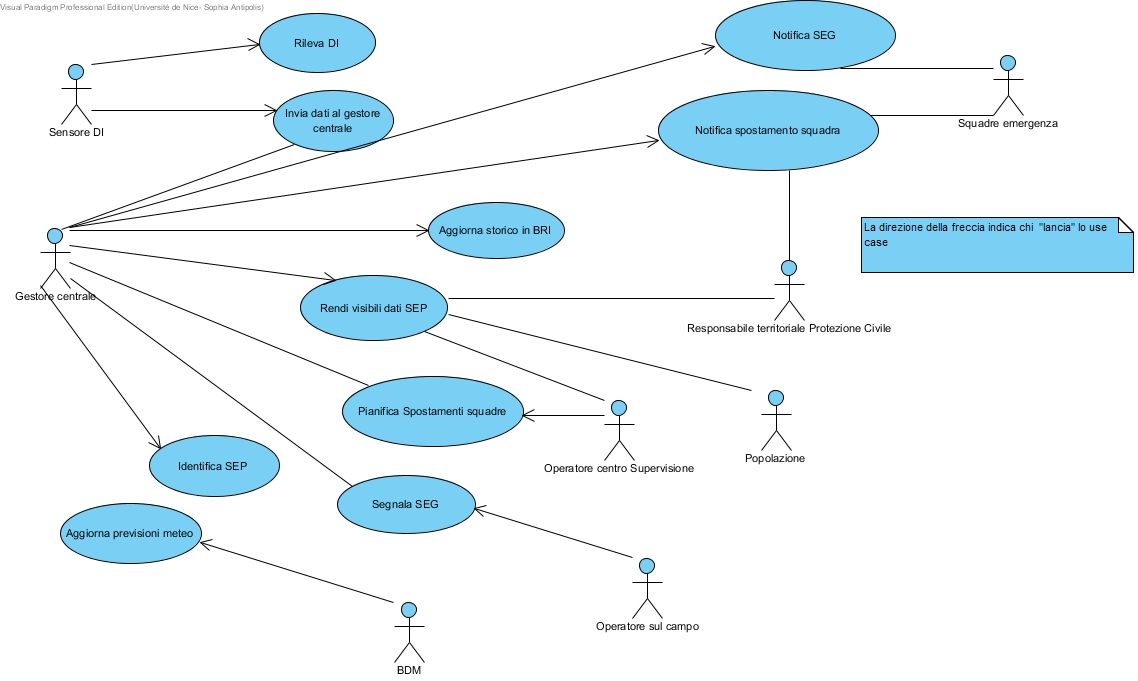 Visual Paradigm Professional Edition(Université de Nice- Sophia Antipolis)
Rileva DI
Notifica SEG
Sensore DI
Invia dati al gestore
centrale
Notifica spostamento squadra
Squadre emergenza
Aggiorna storico in BRI
La direzione della freccia indica chi "lancia" lo use
case
Gestore centrale
Rendi visibili dati SEP
Responsabile territoriale Protezione Civile
Pianifica Spostamenti squadre
Operatore centro Supervisione
Popolazione
Identifica SEP
Segnala SEG
Aggiorna previsioni meteo
Operatore sul campo
BDM